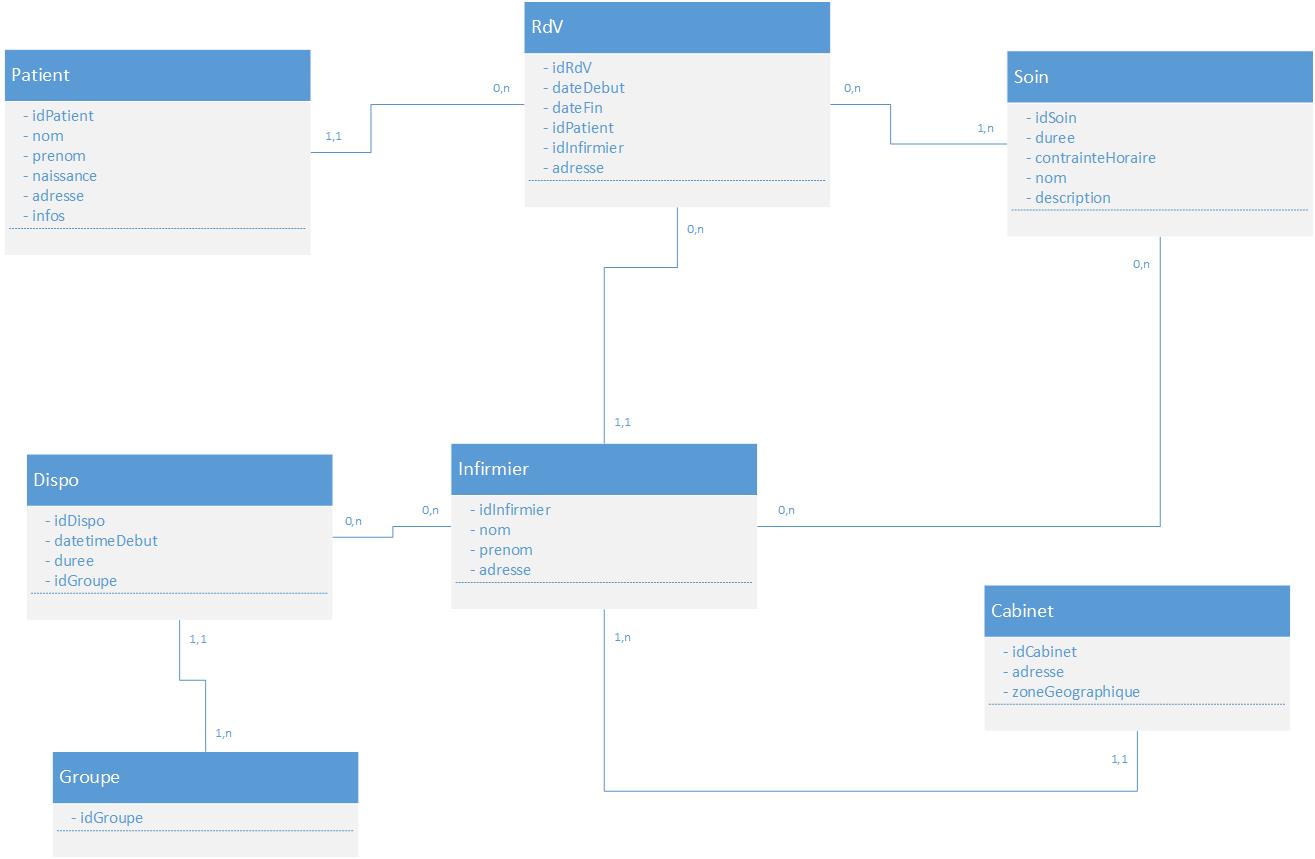 RdV
- idRdV
- dateDebut
- dateFin
- idPatient
- idInfirmier
- adresse
Patient
- idPatient
- nom
- prenom
- naissance
- adresse
- infos
Soin
- idSoin
- duree
- contrainteHoraire
- nom
- description
0,n
1,1
0,n
1,n
0,n
0,n
1,1
Infirmier
- idInfirmier
- nom
- prenom
- adresse
Dispo
- idDispo
- datetimeDebut
- duree
- idGroupe
0,n
0,n
0,n
1,1
1,n
Cabinet
- idCabinet
- adresse
- zoneGeographique
1,n
1,1
Groupe
- idGroupe